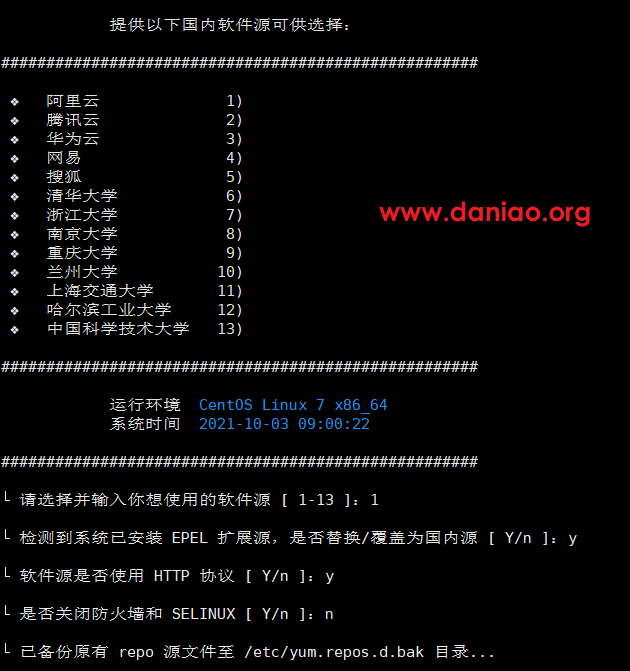 提供以下国内软件源可供选择:
#####################################################
❖ 阿里云 1)
❖ 腾讯云 2)
❖ 华为云 3)
❖ 网易 4)
❖ 搜狐 5)
❖ 清华大学 6)
❖ 浙江大学 7)
❖ 南京大学 8)
❖ 重庆大学 9)
❖ 兰州大学 10)
❖ 上海交通大学 11)
❖ 哈尔滨工业大学 12)
❖ 中国科学技术大学 13)
www.daniao.org
#####################################################
运行环境 CentOS Linux 7 x86_64
系统时间 2021-10-03 09:00:22
#####################################################
└ 请选择并输入你想使用的软件源 [ 1-13 ]：1
└ 检测到系统已安装 EPEL 扩展源，是否替换/覆盖为国内源 [ Y/n ]：y
└ 软件源是否使用 HTTP 协议 [ Y/n ]：y
└ 是否关闭防火墙和 SELINUX [ Y/n ]：n
└ 已备份原有 repo 源文件至 /etc/yum.repos.d.bak 目录...